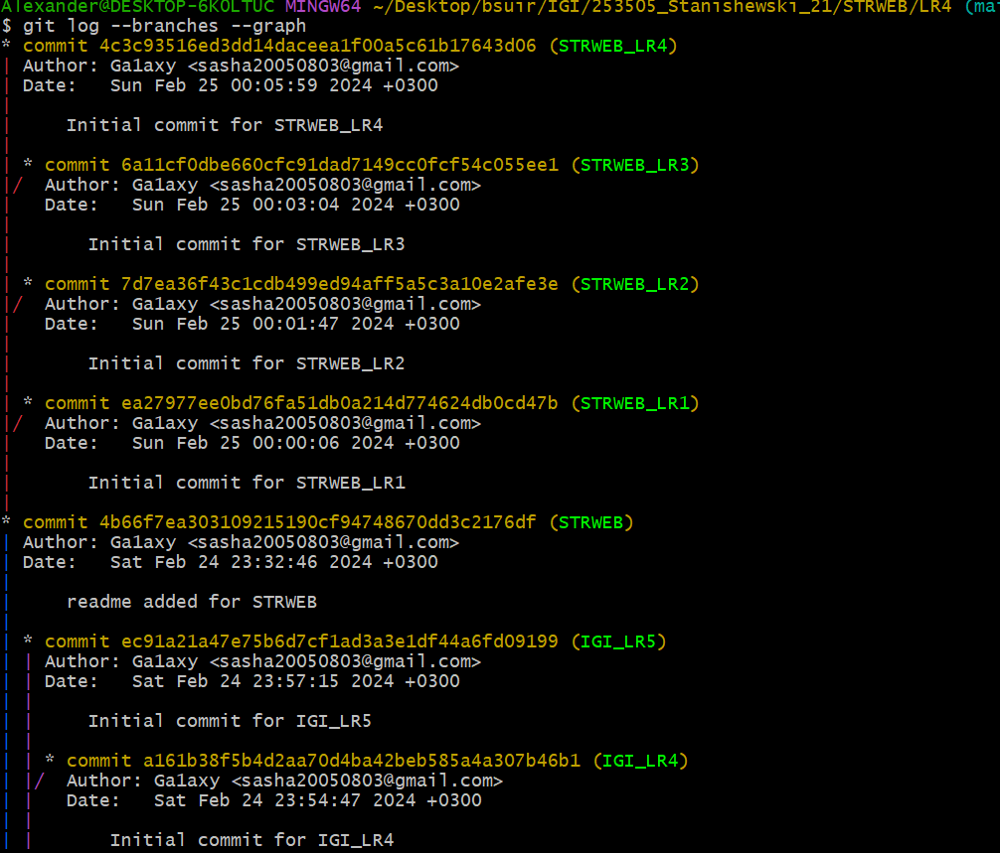 Alexander@DESKTOP-6K0LTUC MINGW64 ~/Desktop/bsuir/IGI/253505_Stanishewski_21/STRWEB/LR4 (mai
$ git log --branches --graph
* commit 4c3c93516ed3dd14daceea1f00a5c61b17643d06 (STRWEB_LR4)
| Author: Ga1axy <sasha20050803@gmail.com>
| Date:   Sun Feb 25 00:05:59 2024 +0300
|
|     Initial commit for STRWEB_LR4
|
| * commit 6a11cf0dbe660cfc91dad7149cc0fcf54c055ee1 (STRWEB_LR3)
|/  Author: Ga1axy <sasha20050803@gmail.com>
|   Date:   Sun Feb 25 00:03:04 2024 +0300
|
|       Initial commit for STRWEB_LR3
|
| * commit 7d7ea36f43c1cdb499ed94aff5a5c3a10e2afe3e (STRWEB_LR2)
|/  Author: Ga1axy <sasha20050803@gmail.com>
|   Date:   Sun Feb 25 00:01:47 2024 +0300
|
|       Initial commit for STRWEB_LR2
|
| * commit ea27977ee0bd76fa51db0a214d774624db0cd47b (STRWEB_LR1)
|/  Author: Ga1axy <sasha20050803@gmail.com>
|   Date:   Sun Feb 25 00:00:06 2024 +0300
|
|       Initial commit for STRWEB_LR1
|
* commit 4b66f7ea303109215190cf94748670dd3c2176df (STRWEB)
| Author: Ga1axy <sasha20050803@gmail.com>
| Date:   Sat Feb 24 23:32:46 2024 +0300
|
|     readme added for STRWEB
|
| * commit ec91a21a47e75b6d7cf1ad3a3e1df44a6fd09199 (IGI_LR5)
| | Author: Ga1axy <sasha20050803@gmail.com>
| | Date:   Sat Feb 24 23:57:15 2024 +0300
| |
| |     Initial commit for IGI_LR5
| |
| | * commit a161b38f5b4d2aa70d4ba42beb585a4a307b46b1 (IGI_LR4)
| |/  Author: Ga1axy <sasha20050803@gmail.com>
| |   Date:   Sat Feb 24 23:54:47 2024 +0300
| |
| |       Initial commit for IGI_LR4